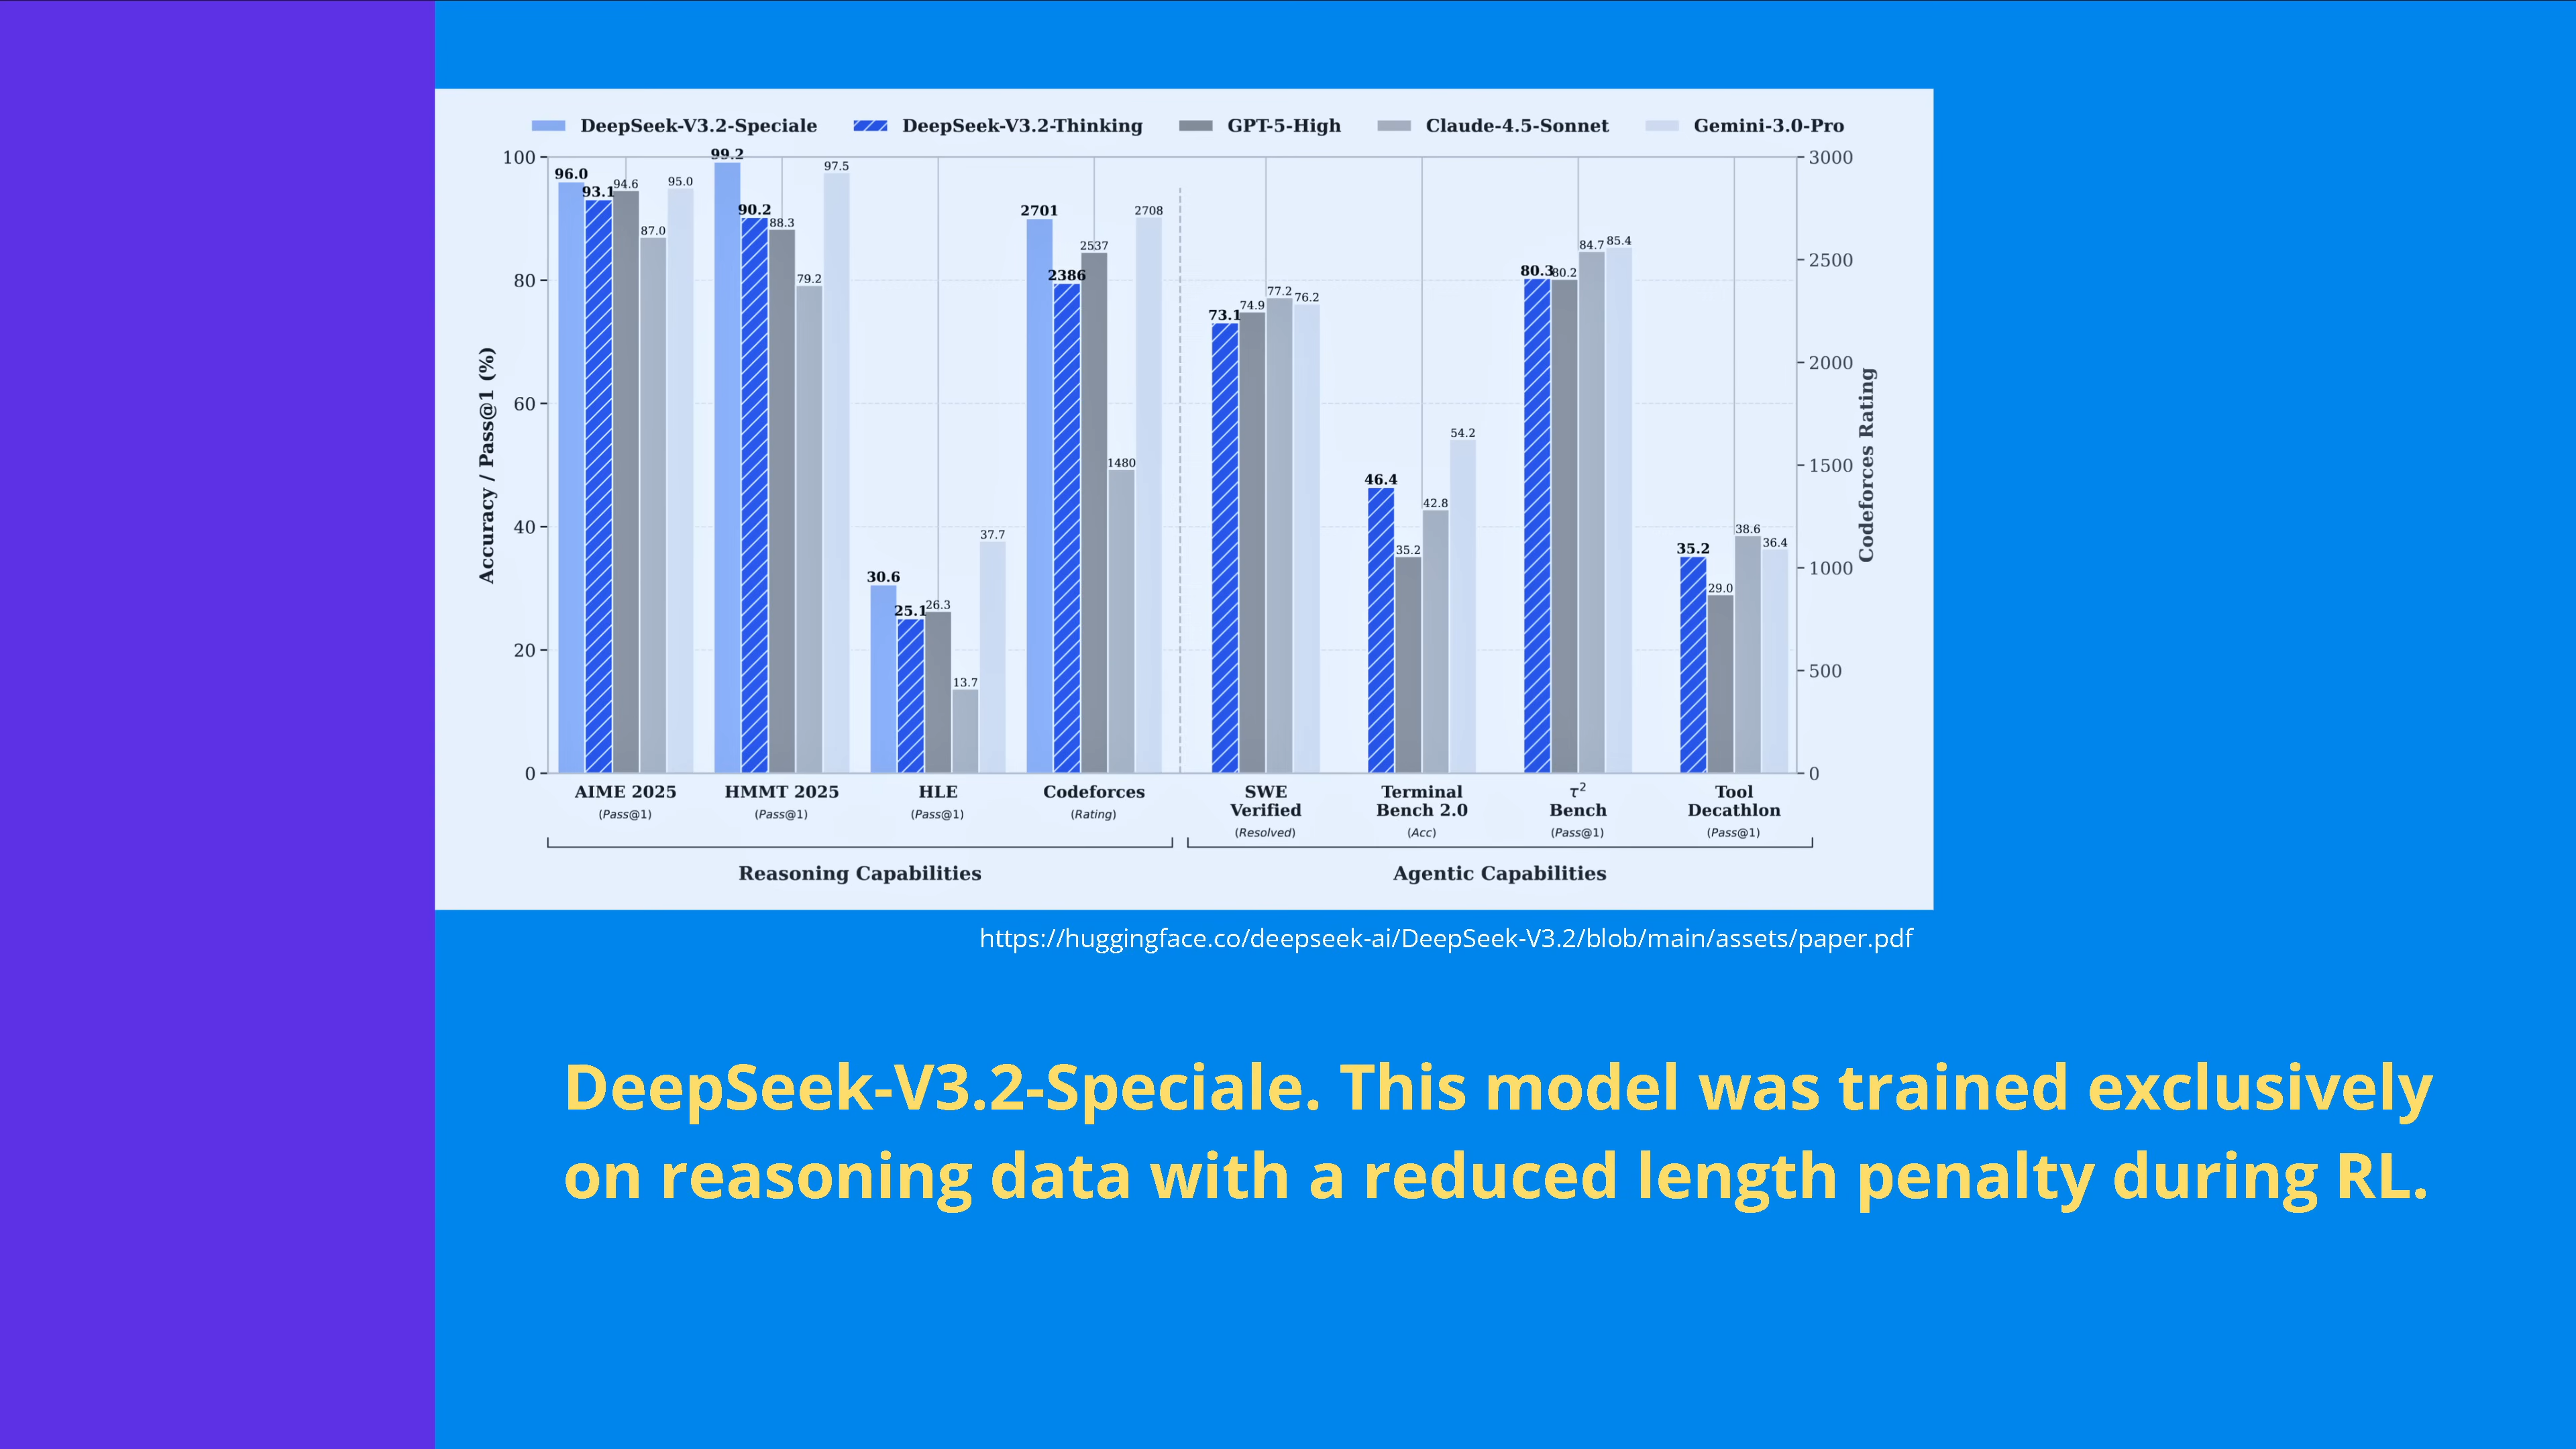 DeepSeek-V3.2-Speciale DeepSeek-V3.2-Thinking GPT-5-High Claude-4.5-Sonnet Gemini-3.0-Pro
Accuracy / Pass@1 (%)
100
80
60
40
20
0
96.0 93.1 94.6 87.0 95.0
99.2 90.2 88.3 79.2 97.5
30.6 25.1 26.3 13.7 37.7
2701 2386 2537 1480 2708
73.1 74.9 77.2 76.2
46.4 35.2 42.8 54.2
80.3 80.2 84.7 85.4
35.2 29.0 38.6 36.4
3000
2500
2000
1500
1000
500
0
Codeforces Rating
AIME 2025
(Pass@1)
HMMT 2025
(Pass@1)
HLE
(Pass@1)
Codeforces
(Rating)
SWE
Verified
(Resolved)
Terminal
Bench 2.0
(Acc)
τ²
Bench
(Pass@1)
Tool
Decathlon
(Pass@1)
Reasoning Capabilities
Agentic Capabilities
https://huggingface.co/deepseek-ai/DeepSeek-V3.2/blob/main/assets/paper.pdf
DeepSeek-V3.2-Speciale. This model was trained exclusively
on reasoning data with a reduced length penalty during RL.